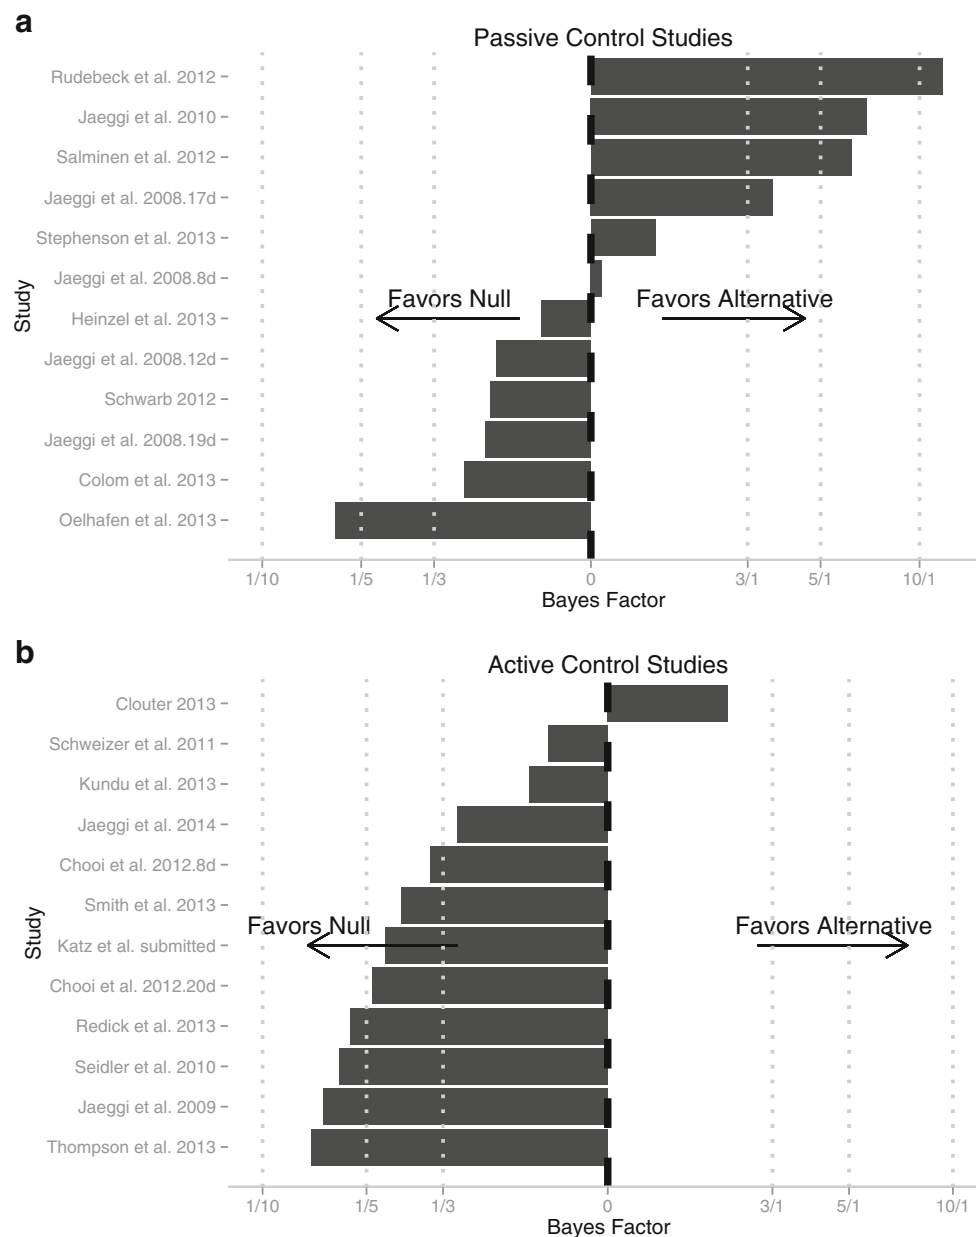 a
Passive Control Studies
Rudebeck et al. 2012
Jaeggi et al. 2010
Salminen et al. 2012
Jaeggi et al. 2008.17d
Stephenson et al. 2013
Jaeggi et al. 2008.8d
Favors Null Favors Alternative
Heinzel et al. 2013
Jaeggi et al. 2008.12d
Schwarb 2012
Jaeggi et al. 2008.19d
Colom et al. 2013
Oelhafen et al. 2013
Study
1/10 1/5 1/3 0 3/1 5/1 10/1
Bayes Factor
b
Active Control Studies
Clouter 2013
Schweizer et al. 2011
Kundu et al. 2013
Jaeggi et al. 2014
Chooi et al. 2012.8d
Smith et al. 2013
Favors Null Favors Alternative
Katz et al. submitted
Chooi et al. 2012.20d
Redick et al. 2013
Seidler et al. 2010
Jaeggi et al. 2009
Thompson et al. 2013
Study
1/10 1/5 1/3 0 3/1 5/1 10/1
Bayes Factor